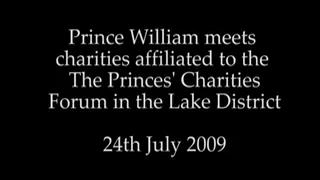 Prince William meets
charities affiliated to the
The Princes' Charities
Forum in the Lake District
24th July 2009